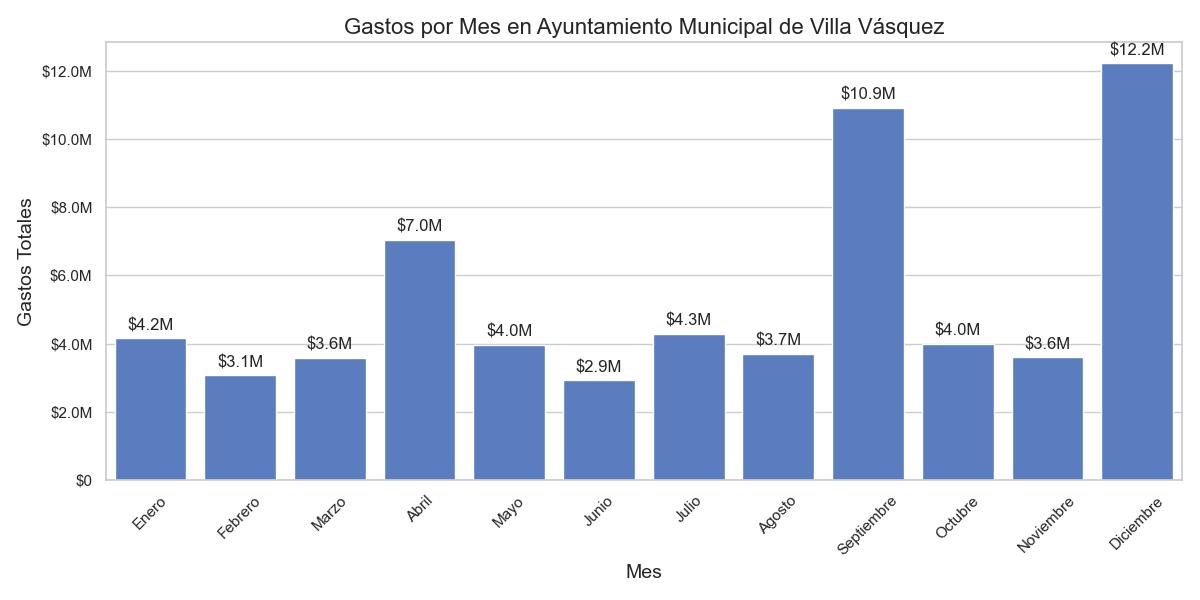 Gastos por Mes en Ayuntamiento Municipal de Villa Vásquez
Gastos Totales
$12.0M
$10.0M
$8.0M
$6.0M
$4.0M
$2.0M
$0
$4.2M
$3.1M
$3.6M
$7.0M
$4.0M
$2.9M
$4.3M
$3.7M
$10.9M
$4.0M
$3.6M
$12.2M
Enero
Febrero
Marzo
Abril
Mayo
Junio
Julio
Agosto
Septiembre
Octubre
Noviembre
Diciembre
Mes